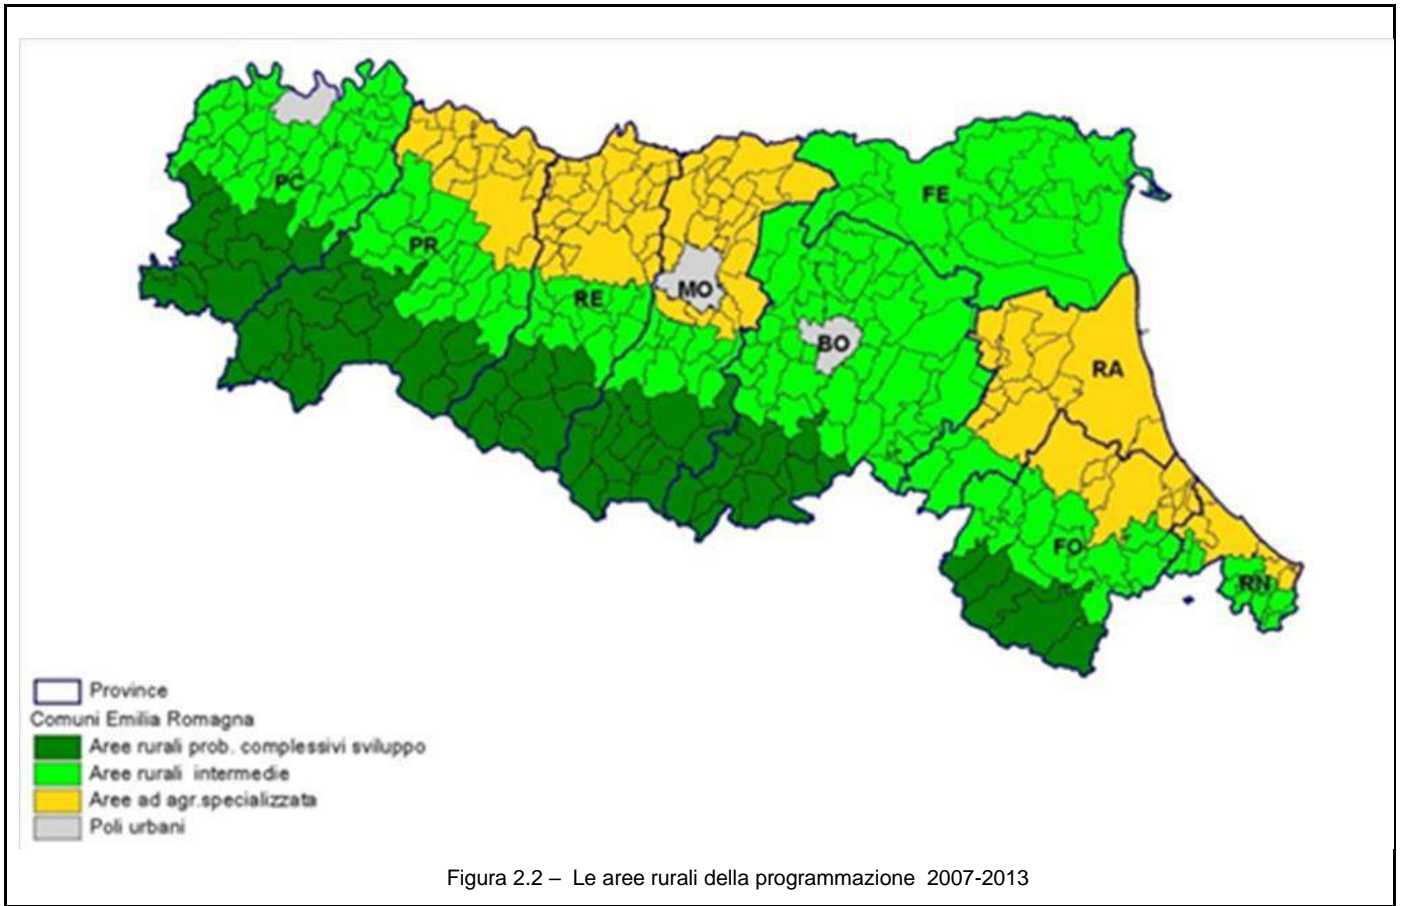 PC
PR
RE
MO
BO
FE
RA
FO
RN
Province
Comuni Emilia Romagna
Aree rurali prob. complessivi sviluppo
Aree rurali intermedie
Aree ad agr.specializzata
Poli urbani
Figura 2.2 – Le aree rurali della programmazione 2007-2013